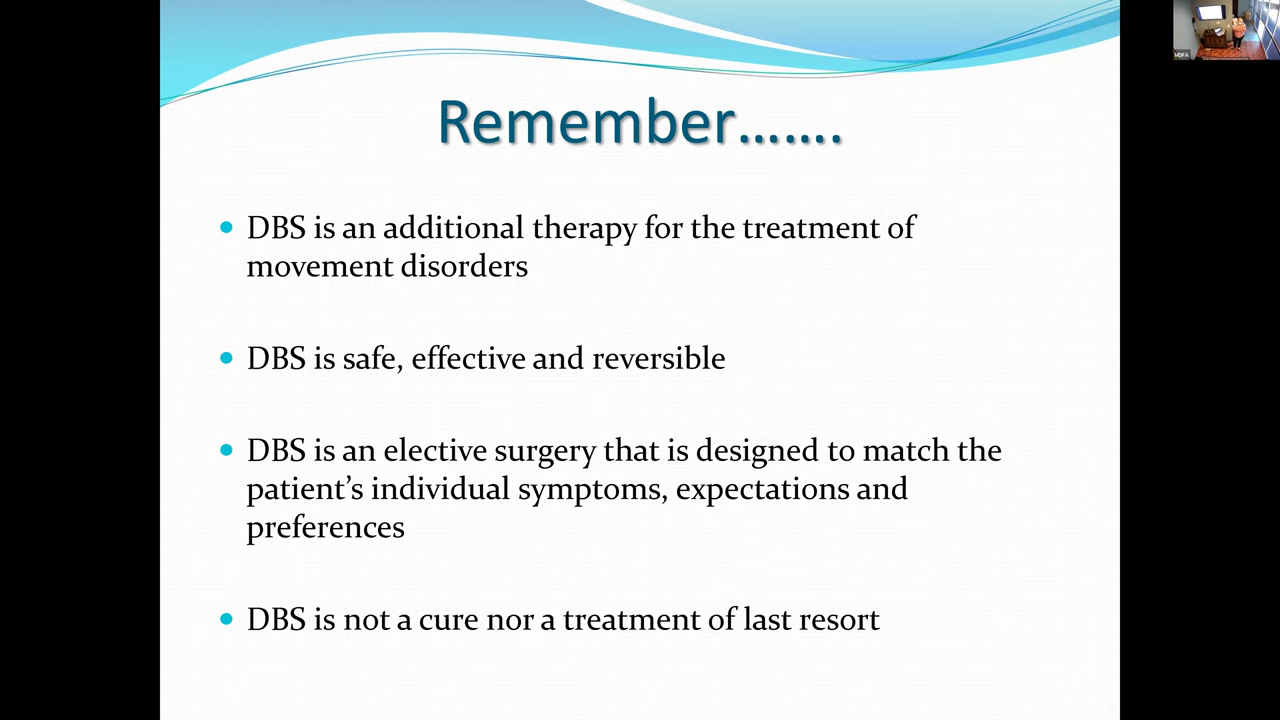 Remember…….
DBS is an additional therapy for the treatment of
movement disorders
DBS is safe, effective and reversible
DBS is an elective surgery that is designed to match the
patient’s individual symptoms, expectations and
preferences
DBS is not a cure nor a treatment of last resort
MDFA